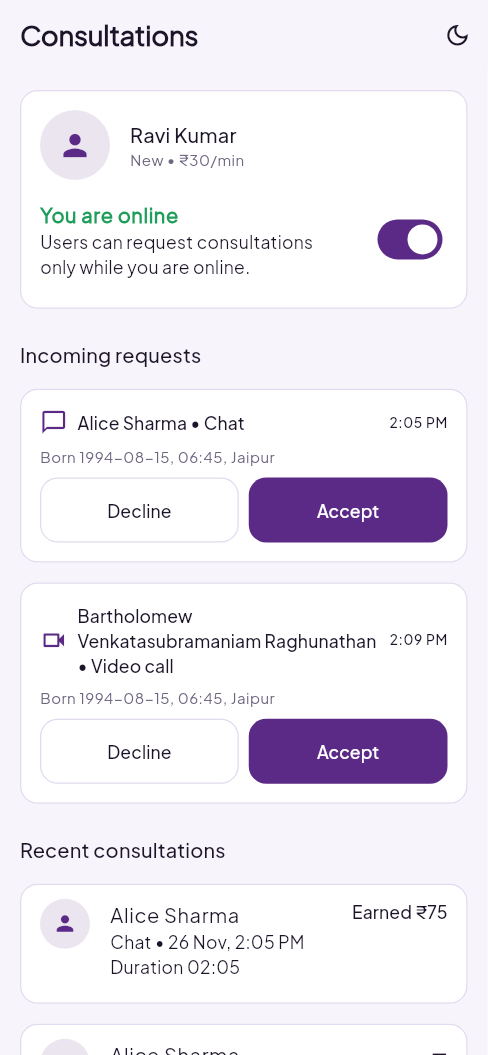 Consultations
Ravi Kumar
New • ₹30/min
You are online
Users can request consultations
only while you are online.
Incoming requests
Alice Sharma • Chat 2:05 PM
Born 1994-08-15, 06:45, Jaipur
Decline Accept
Bartholomew
Venkatasubramaniam Raghunathan 2:09 PM
• Video call
Born 1994-08-15, 06:45, Jaipur
Decline Accept
Recent consultations
Alice Sharma Earned ₹75
Chat • 26 Nov, 2:05 PM
Duration 02:05
Alice Sharma